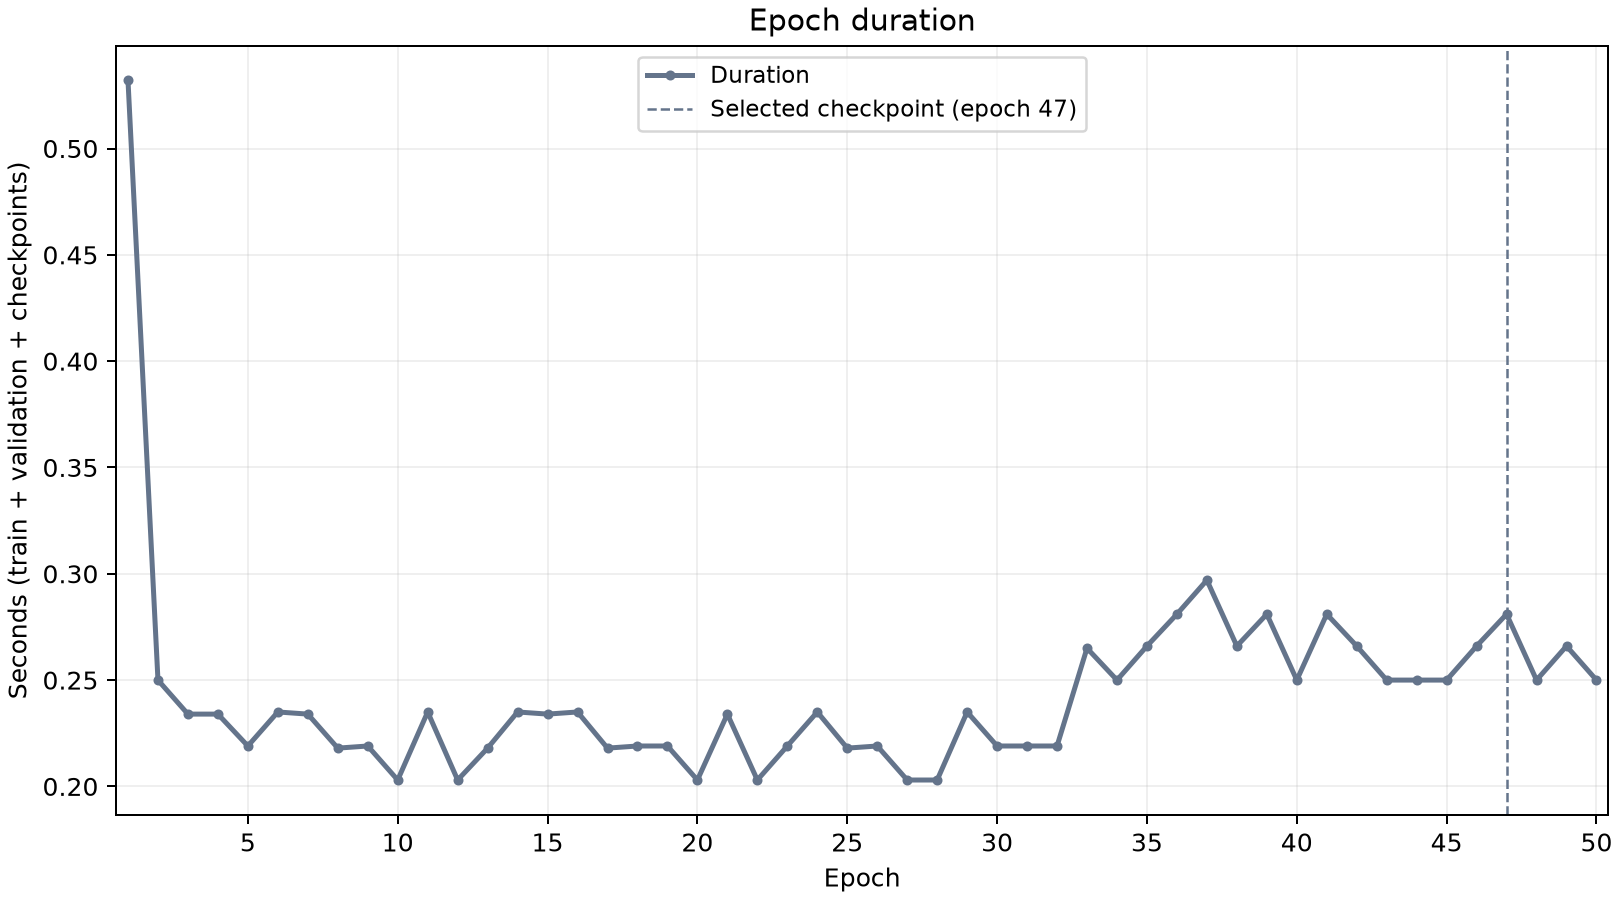 Epoch duration
Duration
Selected checkpoint (epoch 47)
Seconds (train + validation + checkpoints)
0.50
0.45
0.40
0.35
0.30
0.25
0.20
5 10 15 20 25 30 35 40 45 50
Epoch